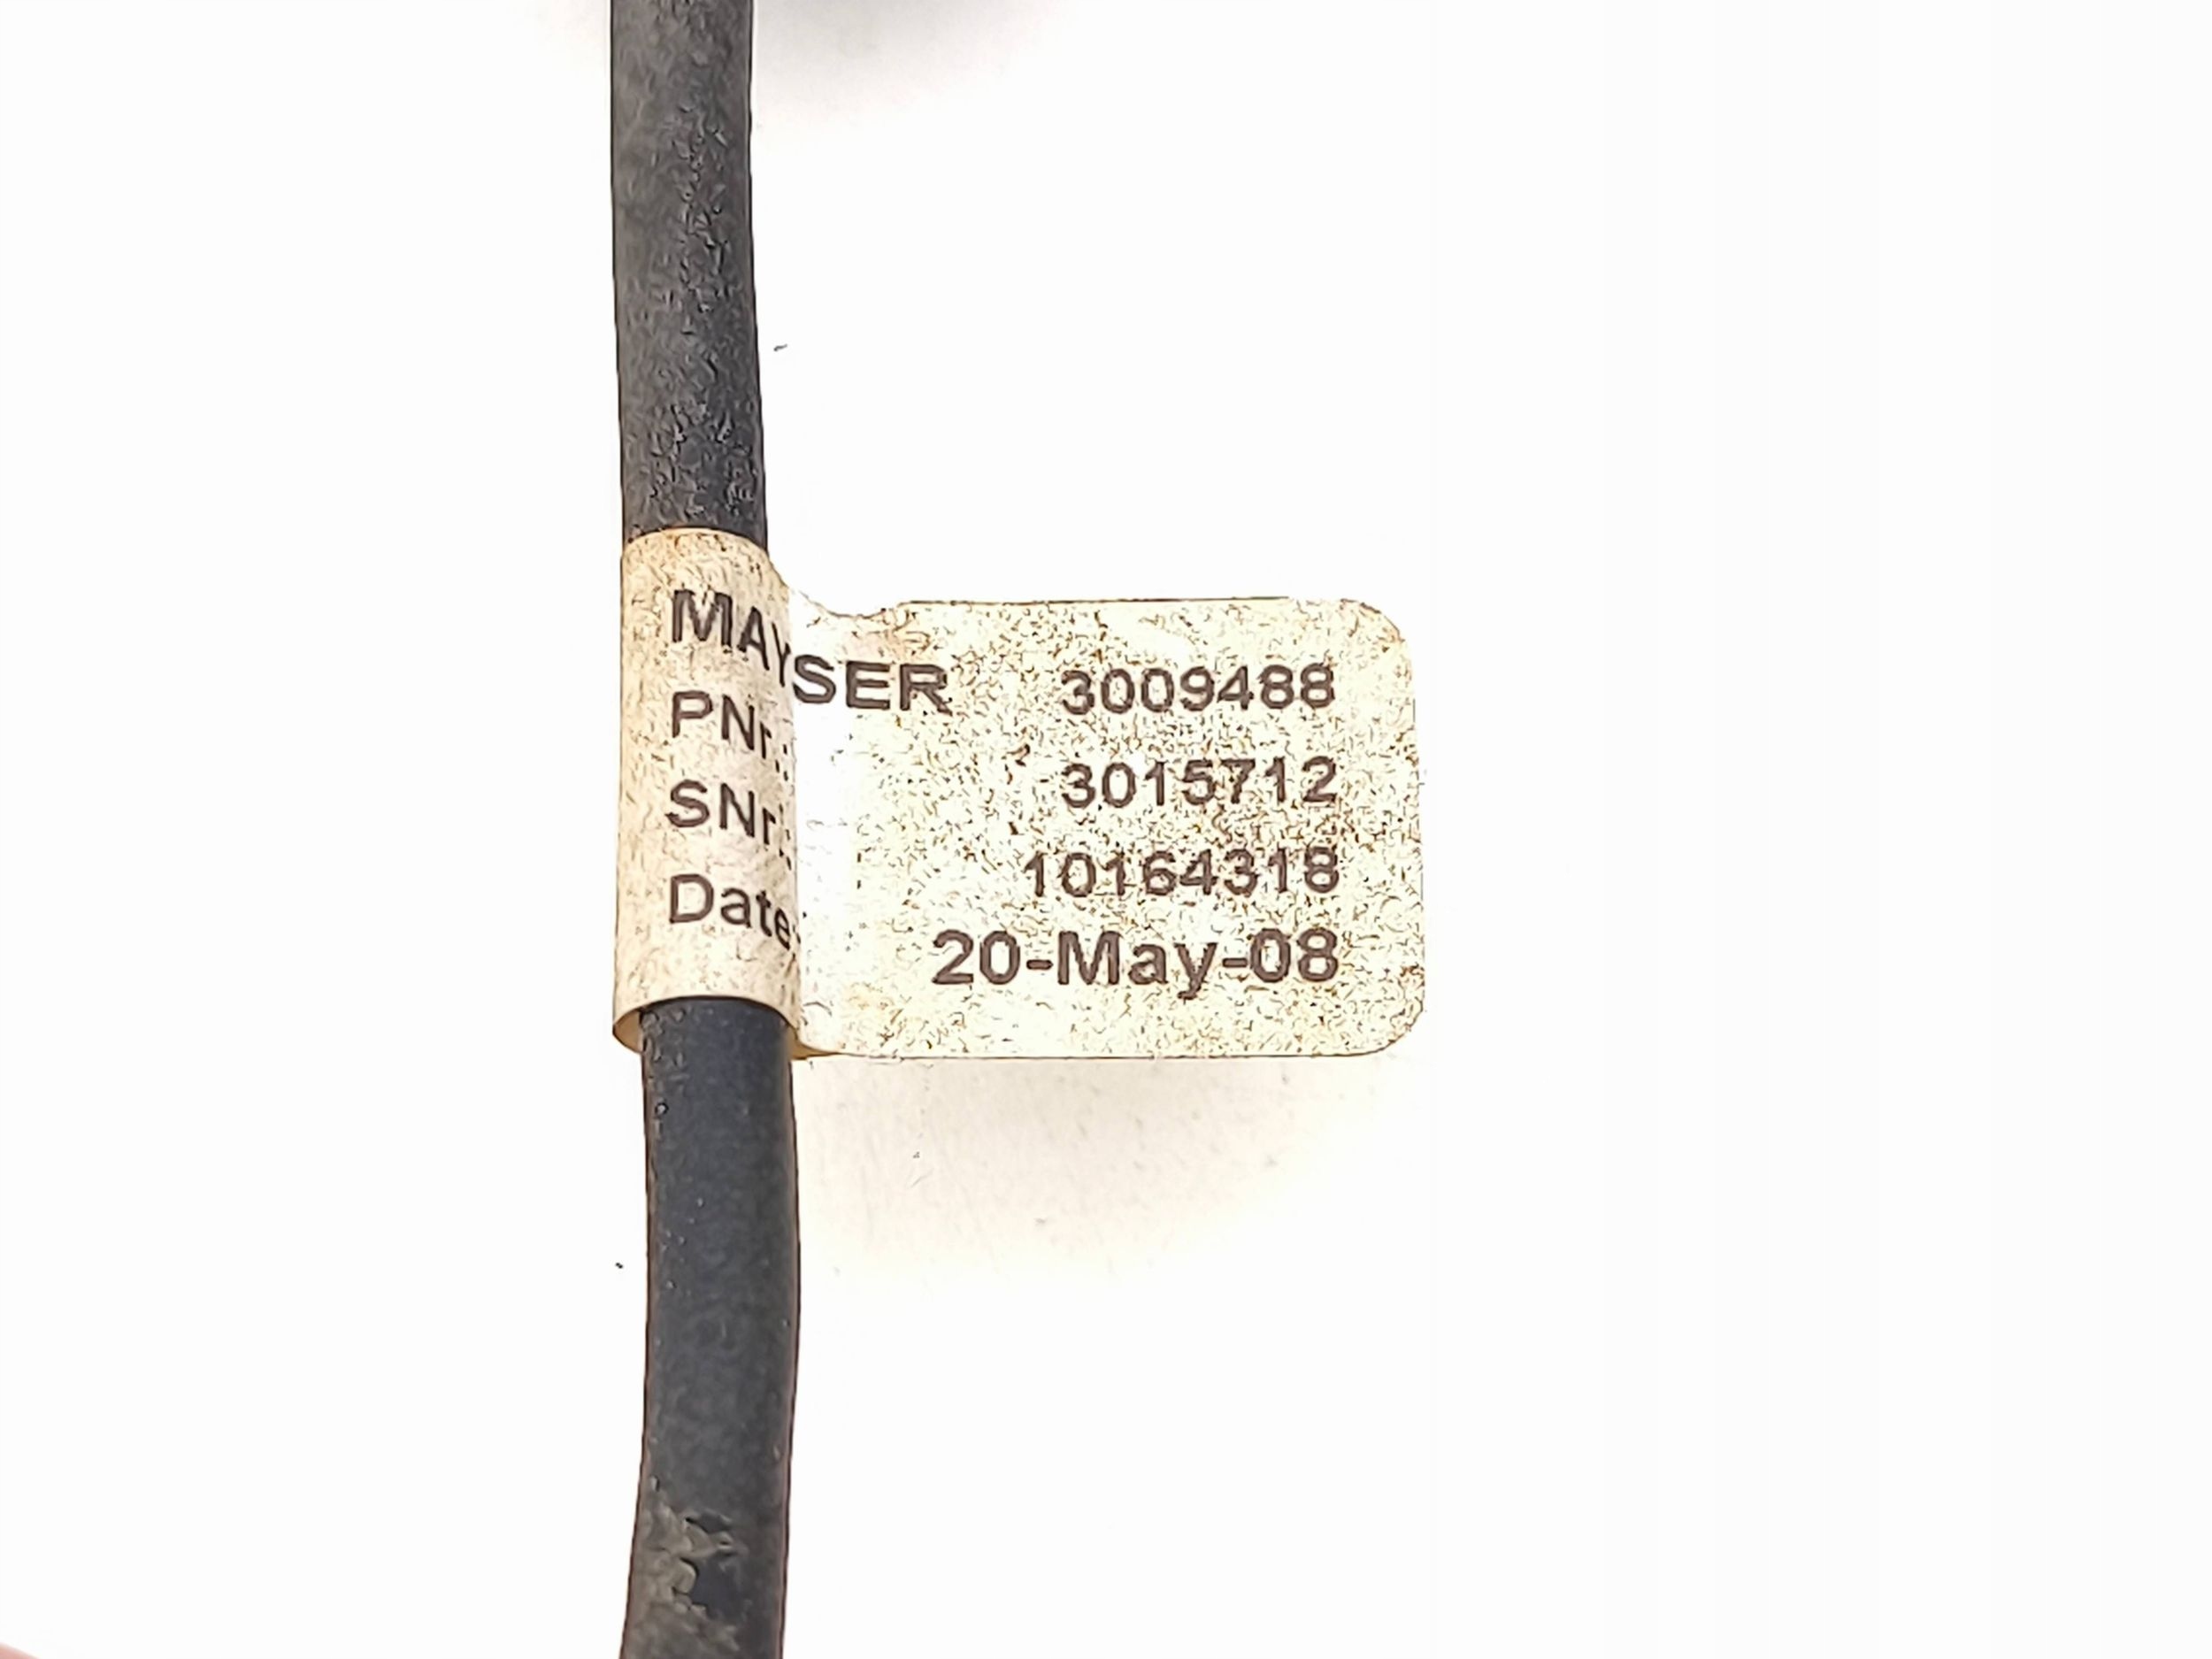 MAYSER 3009488
PNr.: 3015712
SNr.: 10164318
Date: 20-May-08